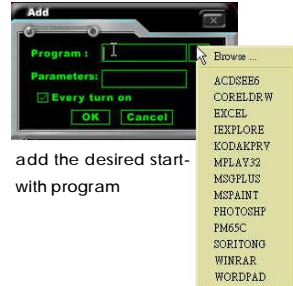 Add
Program :
Parameters:
Every turn on
OK Cancel
Browse ...
ACDSEE6
CORELDRW
EXCEL
IEXPLORE
KODAKPRV
MPLAY32
MSGPLUS
MSPAINT
PHOTOSHP
PM65C
SORITONG
WINRAR
WORDPAD
add the desired start-
with program